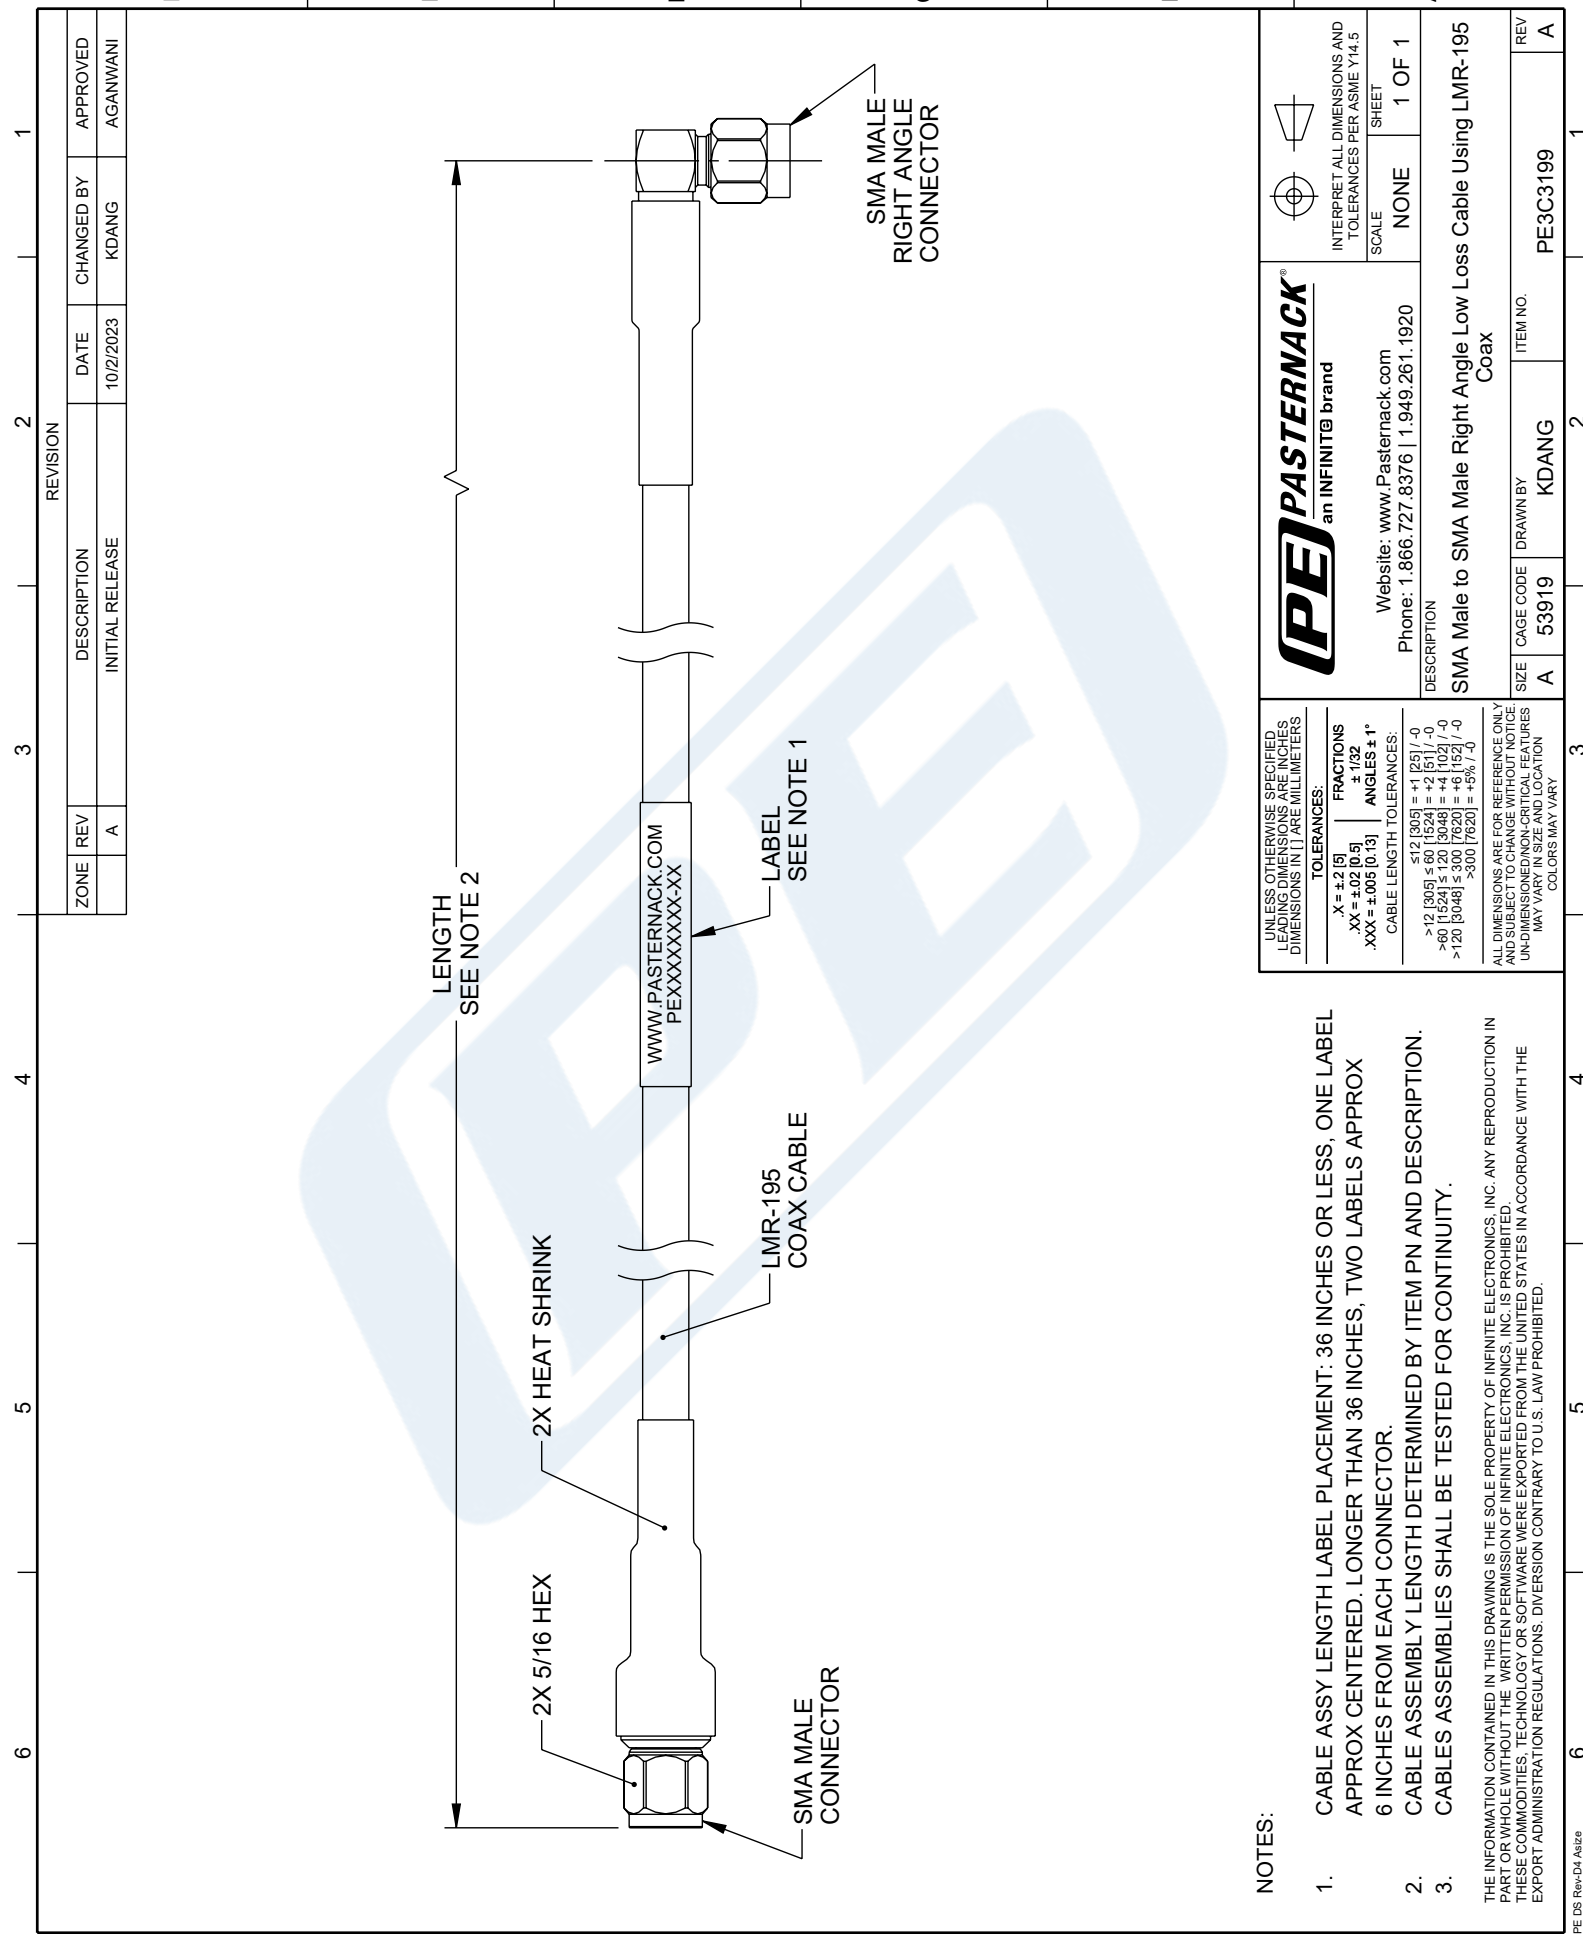 6
5
4
3
2
1
REVISION
ZONE REV DESCRIPTION DATE CHANGED BY APPROVED
A INITIAL RELEASE 10/2/2023 KDANG AGANWANI
LENGTH
SEE NOTE 2
2X 5/16 HEX
2X HEAT SHRINK
WWW.PASTERNACK.COM
PEXXXXXXXX-XX
SMA MALE
CONNECTOR
LMR-195
COAX CABLE
LABEL
SEE NOTE 1
SMA MALE
RIGHT ANGLE
CONNECTOR
NOTES:
1. CABLE ASSY LENGTH LABEL PLACEMENT: 36 INCHES OR LESS, ONE LABEL
APPROX CENTERED. LONGER THAN 36 INCHES, TWO LABELS APPROX
6 INCHES FROM EACH CONNECTOR.
2. CABLE ASSEMBLY LENGTH DETERMINED BY ITEM PN AND DESCRIPTION.
3. CABLES ASSEMBLIES SHALL BE TESTED FOR CONTINUITY.
THE INFORMATION CONTAINED IN THIS DRAWING IS THE SOLE PROPERTY OF INFINITE ELECTRONICS, INC. ANY REPRODUCTION IN
PART OR WHOLE WITHOUT THE WRITTEN PERMISSION OF INFINITE ELECTRONICS, INC. IS PROHIBITED.
THESE COMMODITIES, TECHNOLOGY OR SOFTWARE WERE EXPORTED FROM THE UNITED STATES IN ACCORDANCE WITH THE
EXPORT ADMINISTRATION REGULATIONS. DIVERSION CONTRARY TO U.S. LAW PROHIBITED.
UNLESS OTHERWISE SPECIFIED
LEADING DIMENSIONS ARE INCHES
DIMENSIONS IN [ ] ARE MILLIMETERS
TOLERANCES:
.X = ±.2 [5] FRACTIONS
.XX = ±.02 [0.5] ± 1/32
.XXX = ±.005 [0.13] ANGLES ± 1°
CABLE LENGTH TOLERANCES:
≤12 [305] = +1 [25] / -0
>12 [305] ≤ 60 [1524] = +2 [51] / -0
>60 [1524] ≤ 120 [3048] = +4 [102] / -0
>120 [3048] ≤ 300 [7620] = +6 [152] / -0
>300 [7620] = +5% / -0
ALL DIMENSIONS ARE FOR REFERENCE ONLY
AND SUBJECT TO CHANGE WITHOUT NOTICE.
UN-DIMENSIONED/NON-CRITICAL FEATURES
MAY VARY IN SIZE AND LOCATION
COLORS MAY VARY
PE PASTERNACK®
an INFINIT@ brand
Website: www.Pasternack.com
Phone: 1.866.727.8376 | 1.949.261.1920
INTERPRET ALL DIMENSIONS AND
TOLERANCES PER ASME Y14.5
SCALE SHEET
NONE 1 OF 1
DESCRIPTION
SMA Male to SMA Male Right Angle Low Loss Cable Using LMR-195
Coax
SIZE CAGE CODE DRAWN BY ITEM NO. REV
A 53919 KDANG PE3C3199 A
6
5
4
3
2
1
PE DS Rev-D4 Asize
PE